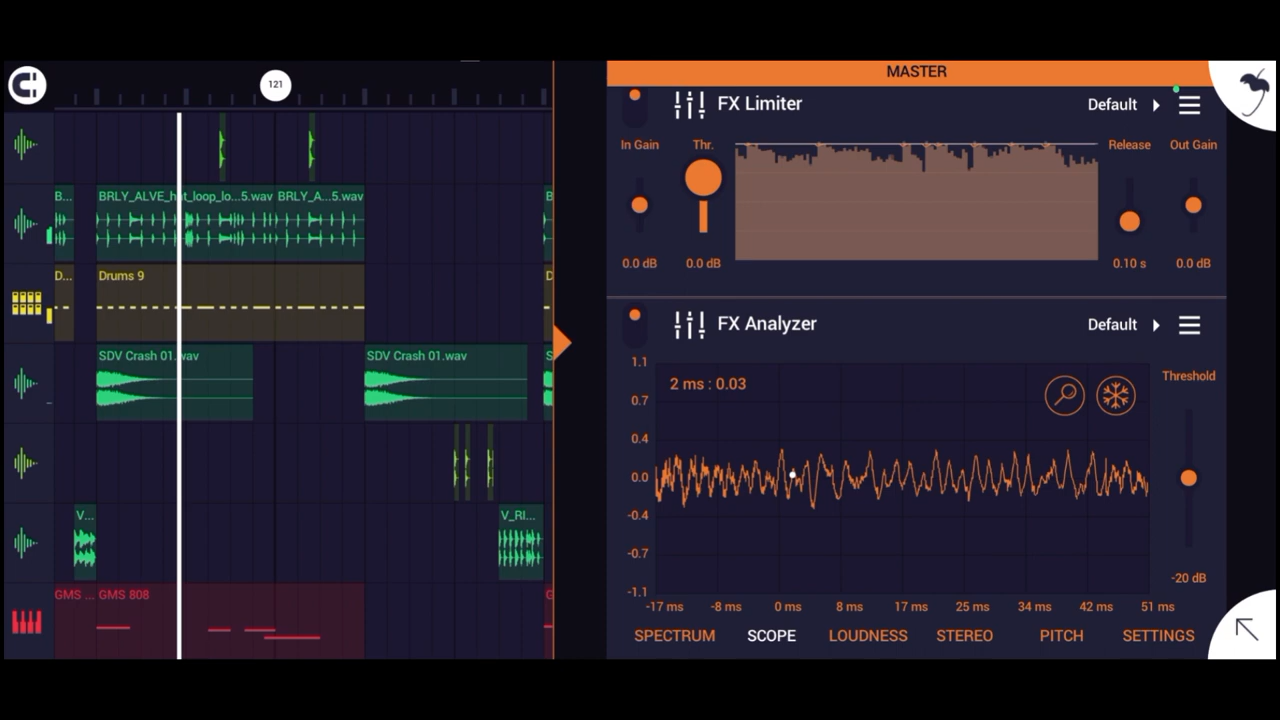 121
B...
BRLY_ALVE_h t_loop_lo...5.wav
BRLY_A...5.wav
B
D...
Drums 9
D
SDV Crash 01. wav
SDV Crash 01.wav
S
V...
V_RI...
GMS ...
GMS 808
G
MASTER
FX Limiter
Default
In Gain
Thr.
Release
Out Gain
0.0 dB
0.0 dB
0.10 s
0.0 dB
FX Analyzer
Default
1.1
0.7
0.4
0.0
-0.4
-0.7
-1.1
2 ms : 0.03
Threshold
-20 dB
-17 ms
-8 ms
0 ms
8 ms
17 ms
25 ms
34 ms
42 ms
51 ms
SPECTRUM
SCOPE
LOUDNESS
STEREO
PITCH
SETTINGS